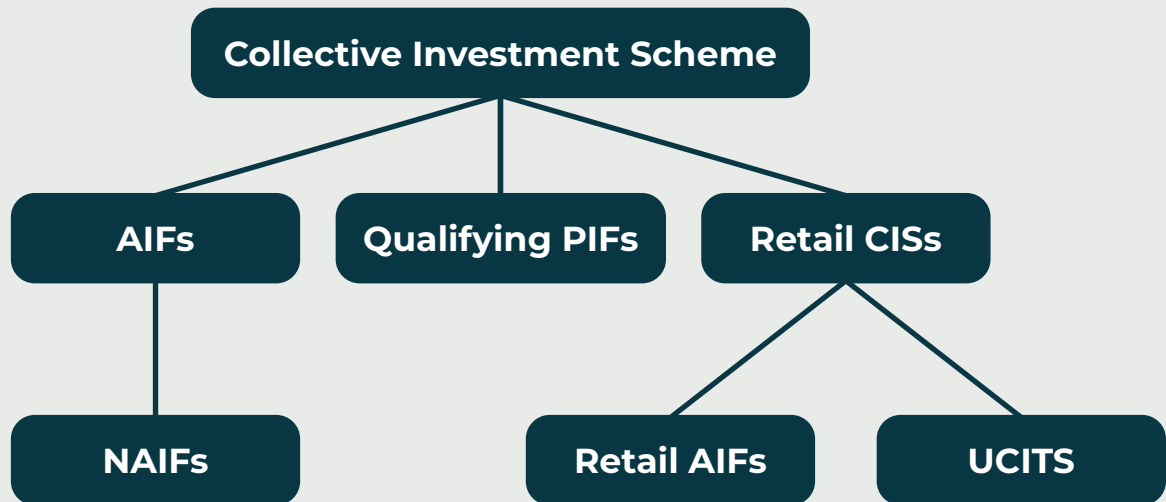 Collective Investment Scheme
AIFs
Qualifying PIFs
Retail CISs
NAIFs
Retail AIFs
UCITS